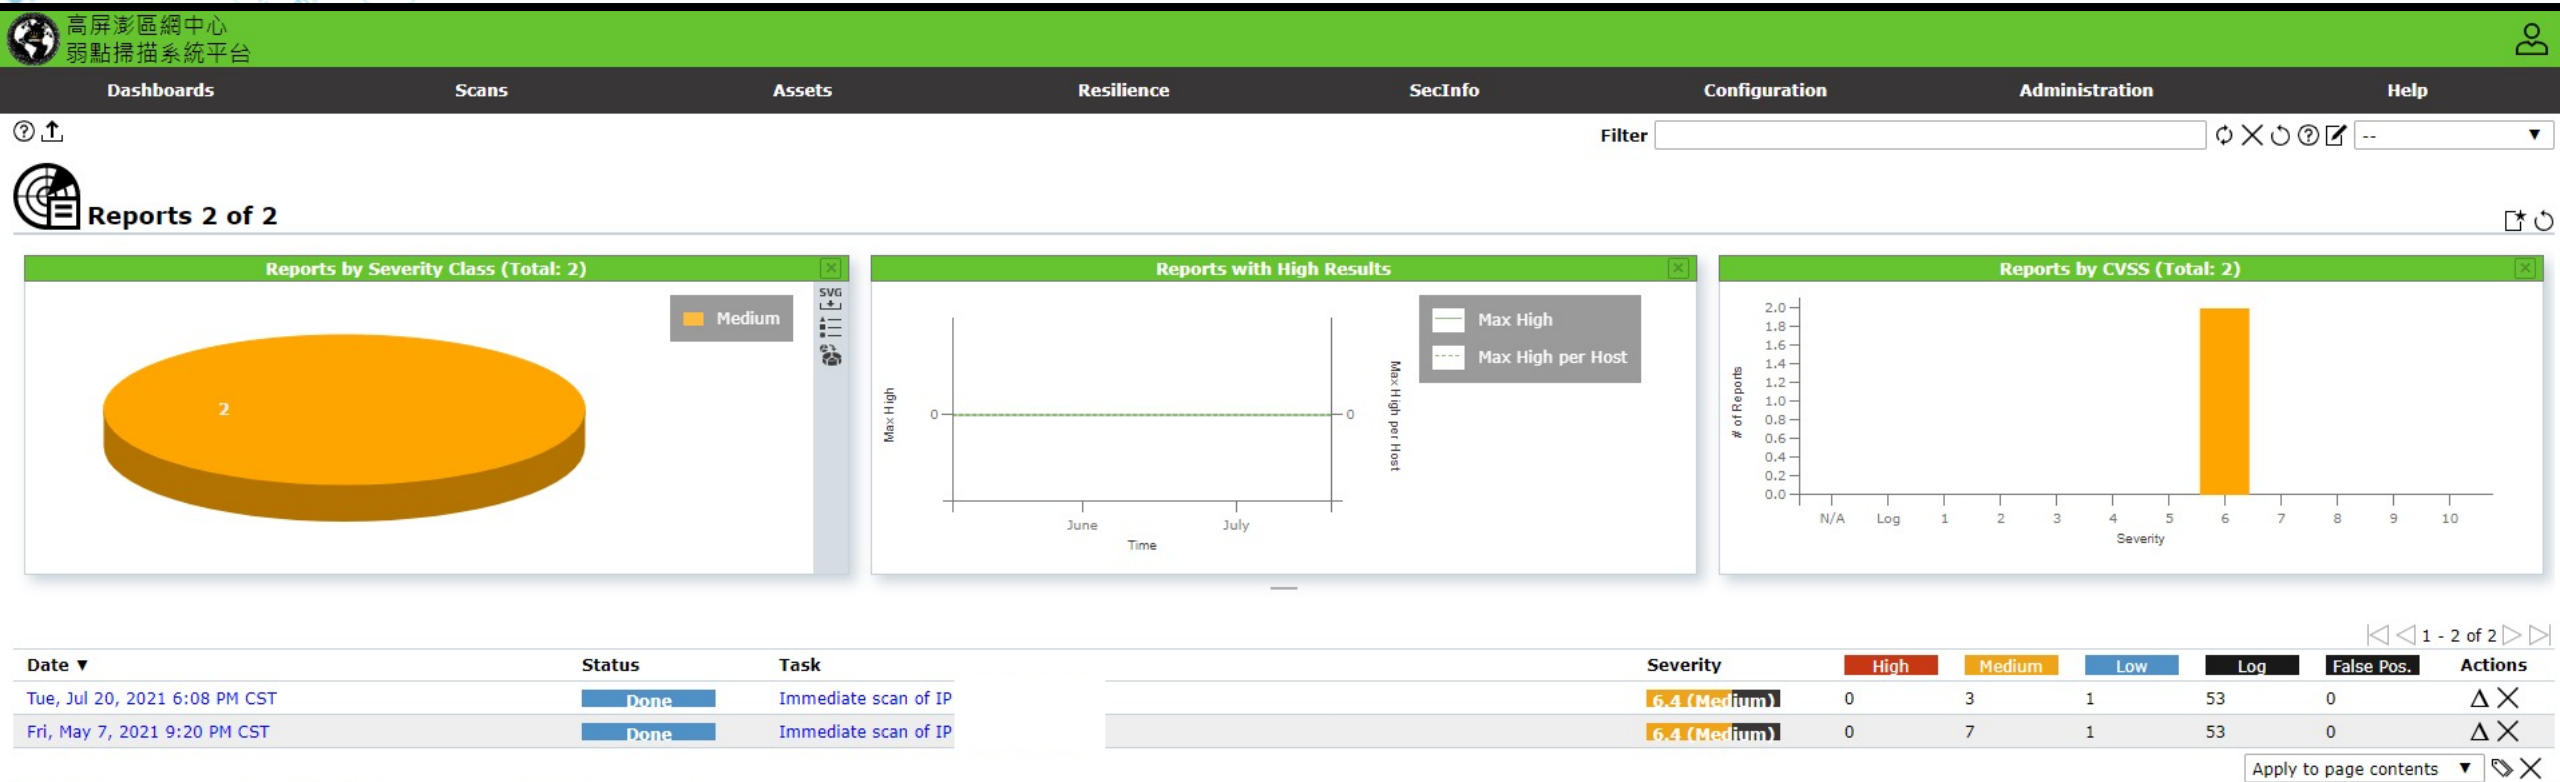 高屏澎區網中心
弱點掃描系統平台
Dashboards Scans Assets Resilience SecInfo Configuration Administration Help
Filter --
Reports 2 of 2
Reports by Severity Class (Total: 2)
SVG
Medium
2
Reports with High Results
Max High
Max High per Host
Max High
0
0
Max High per Host
June July
Time
Reports by CVSS (Total: 2)
# of Reports
2.0
1.8
1.6
1.4
1.2
1.0
0.8
0.6
0.4
0.2
0.0
N/A Log 1 2 3 4 5 6 7 8 9 10
Severity
1 - 2 of 2
Date ▼ Status Task Severity High Medium Low Log False Pos. Actions
Tue, Jul 20, 2021 6:08 PM CST Done Immediate scan of IP 6.4 (Medium) 0 3 1 53 0
Fri, May 7, 2021 9:20 PM CST Done Immediate scan of IP 6.4 (Medium) 0 7 1 53 0
Apply to page contents ▼